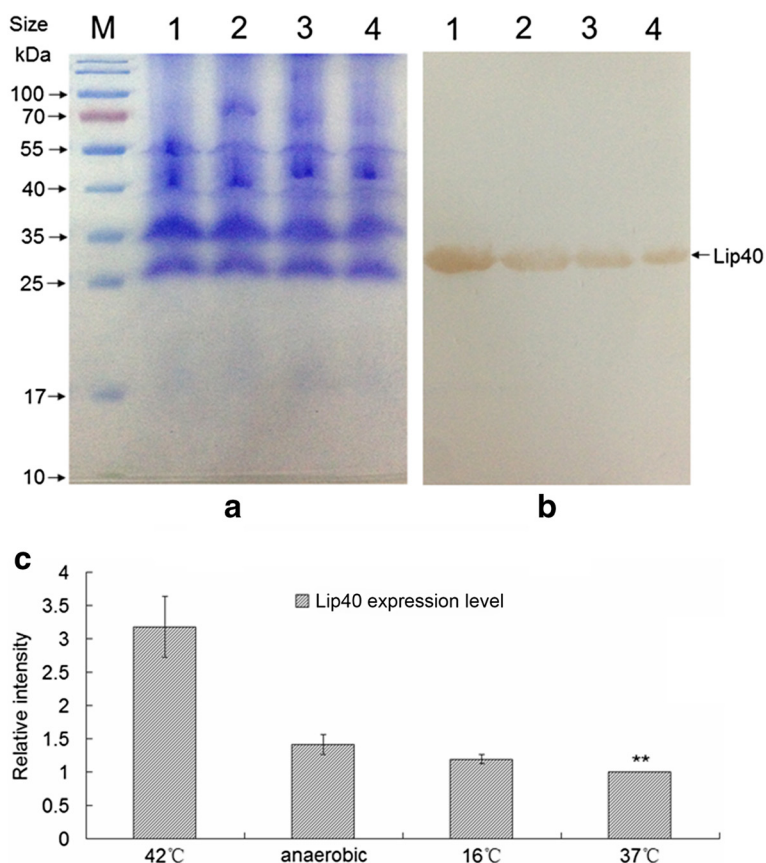 Size M 1 2 3 4 1 2 3 4
kDa
100
70
55
40
35
25
17
10
Lip40
a b
c
4
3.5
3
2.5
2
1.5
1
0.5
0
Relative intensity
Lip40 expression level
**
42℃ anaerobic 16℃ 37℃